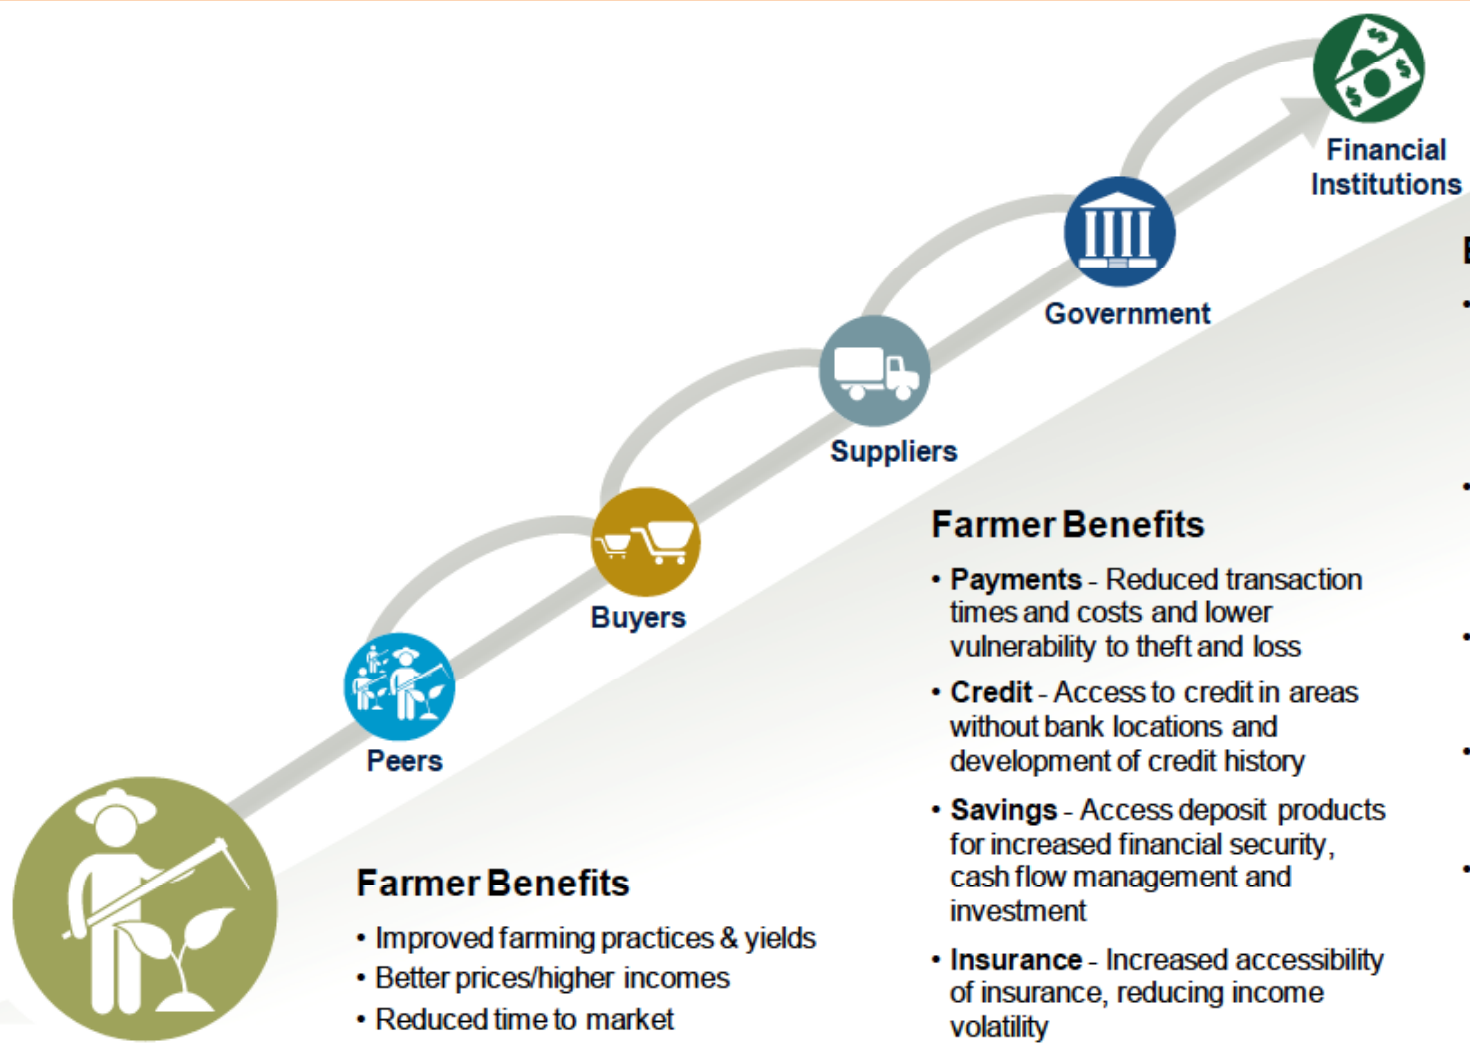 Financial
Institutions
Government
Suppliers
Buyers
Peers
Farmer Benefits
• Improved farming practices & yields
• Better prices/higher incomes
• Reduced time to market
Farmer Benefits
• Payments - Reduced transaction
times and costs and lower
vulnerability to theft and loss
• Credit - Access to credit in areas
without bank locations and
development of credit history
• Savings - Access deposit products
for increased financial security,
cash flow management and
investment
• Insurance - Increased accessibility
of insurance, reducing income
volatility